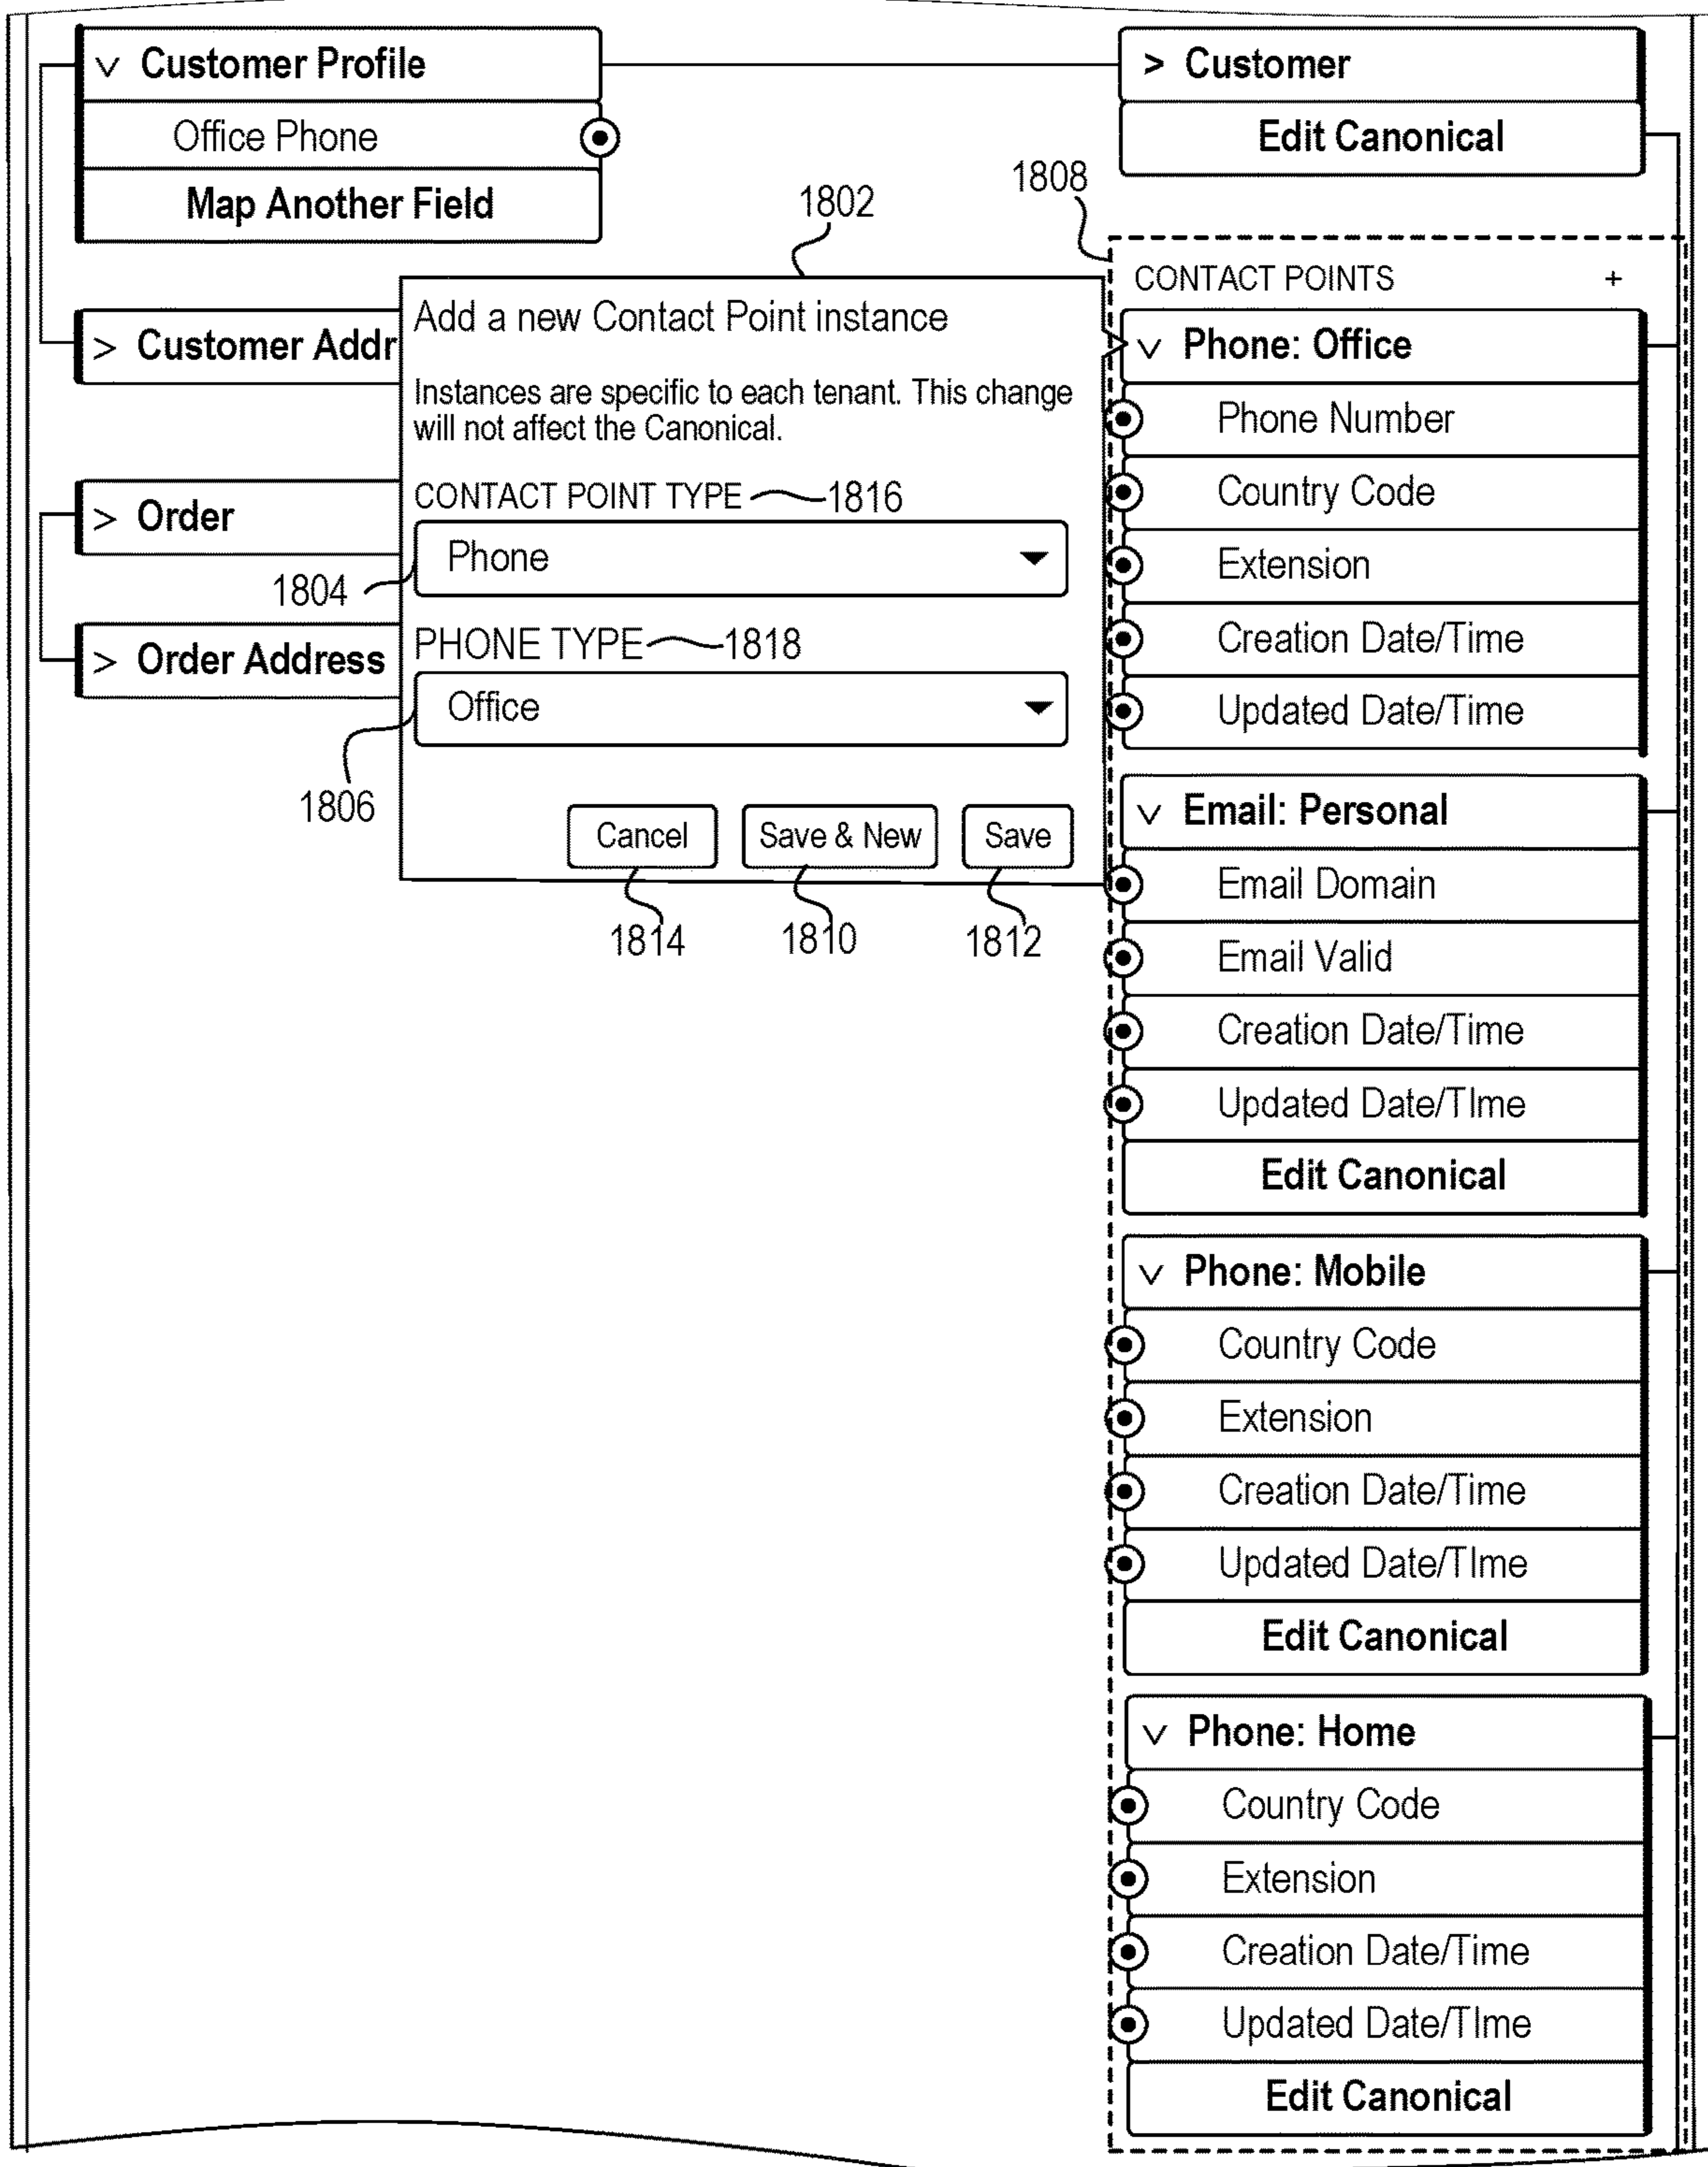 ∨ Customer Profile
Office Phone
Map Another Field
> Customer
Edit Canonical
1802
1808
> Customer Addr
> Order
> Order Address
Add a new Contact Point instance
Instances are specific to each tenant. This change
will not affect the Canonical.
CONTACT POINT TYPE 1816
Phone
1804
PHONE TYPE 1818
Office
1806
Cancel Save & New Save
1814 1810 1812
CONTACT POINTS +
∨ Phone: Office
Phone Number
Country Code
Extension
Creation Date/Time
Updated Date/Time
∨ Email: Personal
Email Domain
Email Valid
Creation Date/Time
Updated Date/TIme
Edit Canonical
∨ Phone: Mobile
Country Code
Extension
Creation Date/Time
Updated Date/TIme
Edit Canonical
∨ Phone: Home
Country Code
Extension
Creation Date/Time
Updated Date/TIme
Edit Canonical